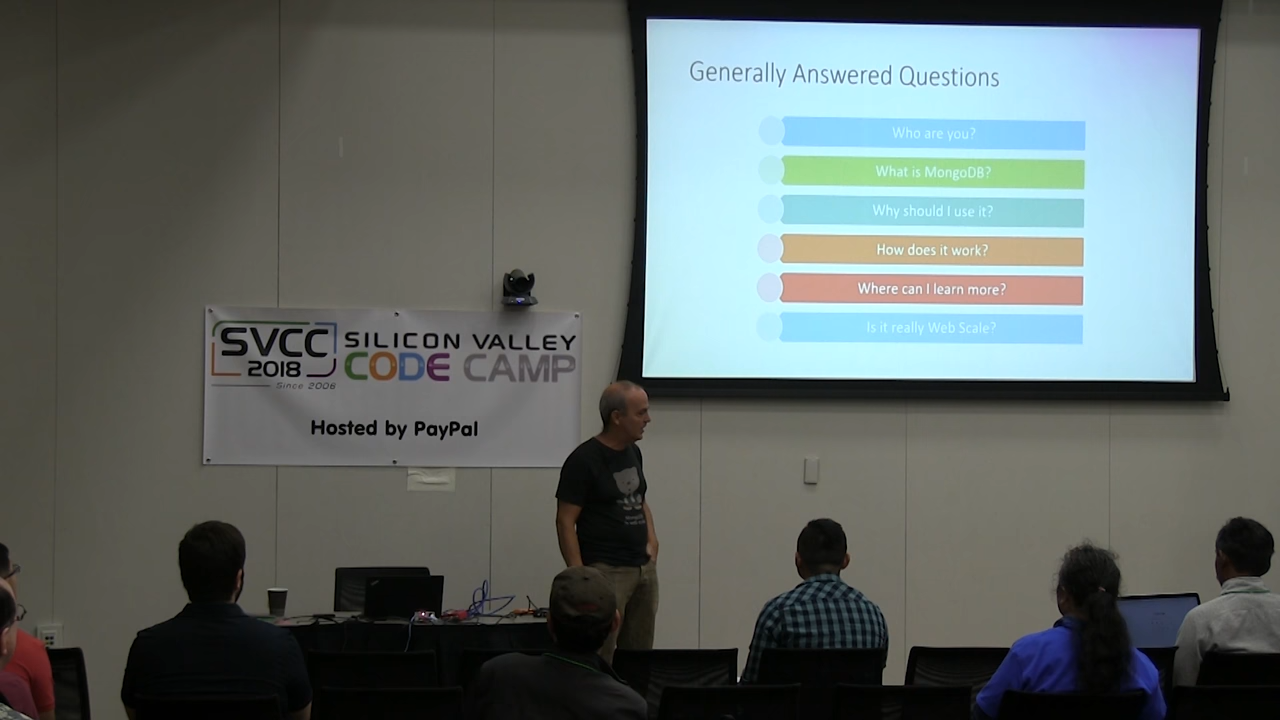 Generally Answered Questions
Who are you?
What is MongoDB?
Why should I use it?
How does it work?
Where can I learn more?
Is it really Web Scale?
SVCC
2018
Since 2006
SILICON VALLEY
CODE CAMP
Hosted by PayPal